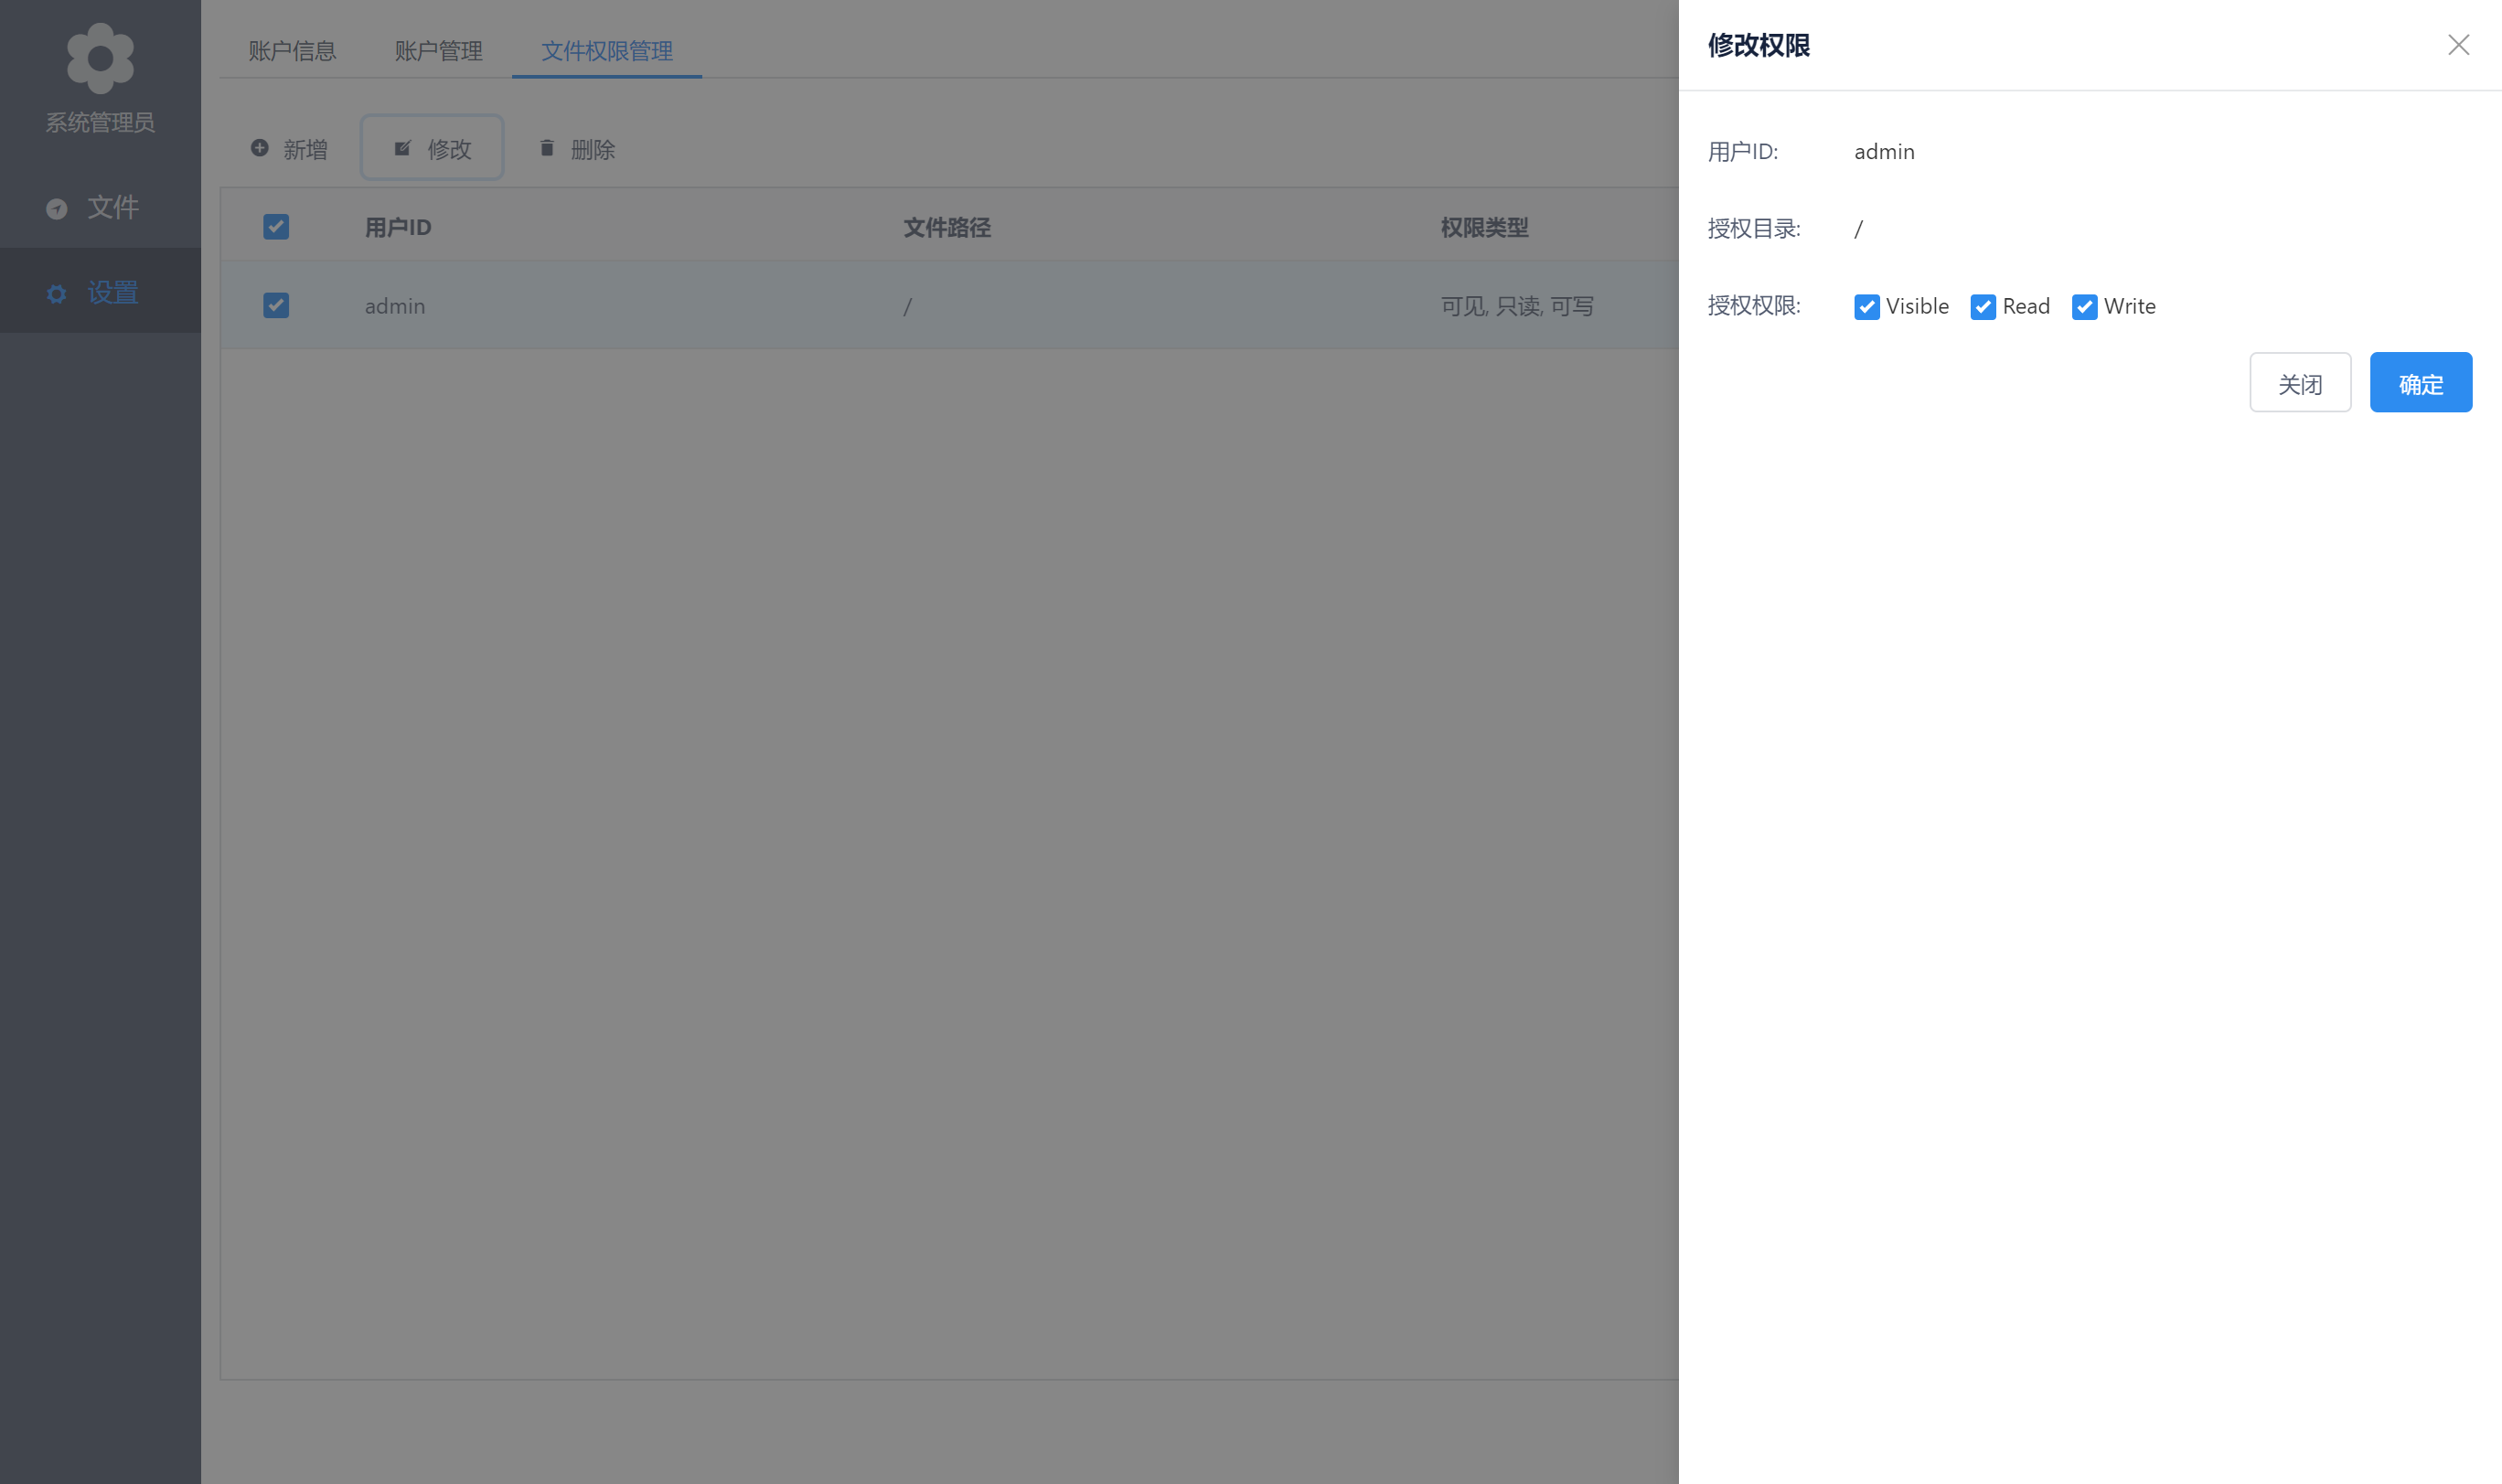 系统管理员
文件
设置
账户信息 账户管理 文件权限管理
新增 修改 删除
用户ID 文件路径 权限类型
admin / 可见, 只读, 可写
修改权限
用户ID: admin
授权目录: /
授权权限: Visible Read Write
关闭 确定